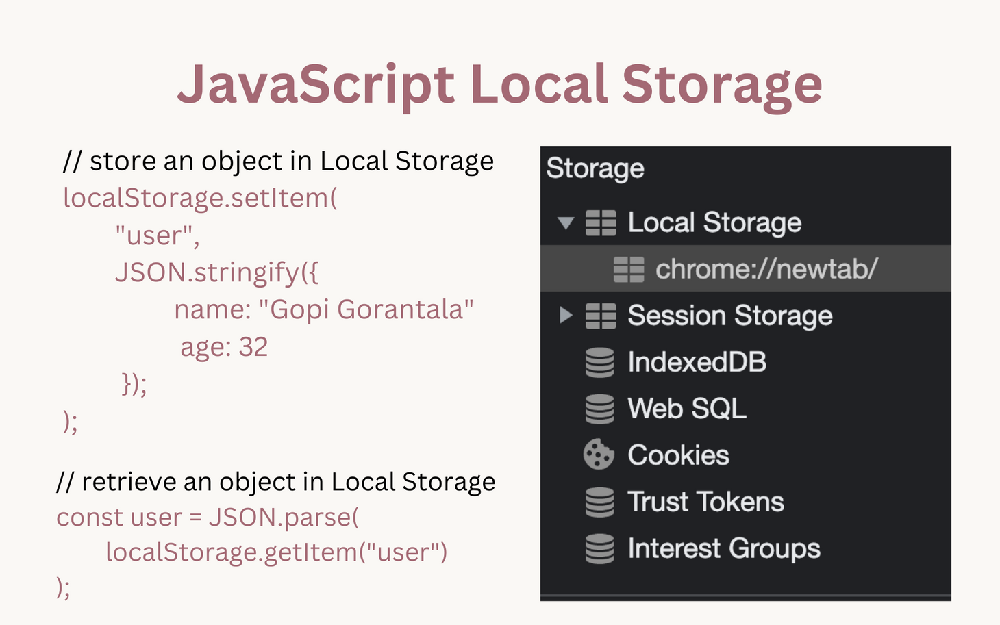 JavaScript Local Storage
// store an object in Local Storage
localStorage.setItem(
"user",
JSON.stringify({
name: "Gopi Gorantala"
age: 32
});
);
// retrieve an object in Local Storage
const user = JSON.parse(
localStorage.getItem("user")
);
Storage
Local Storage
chrome://newtab/
Session Storage
IndexedDB
Web SQL
Cookies
Trust Tokens
Interest Groups